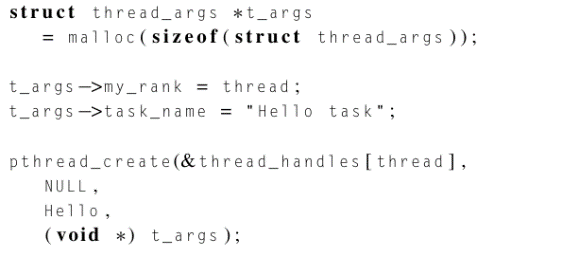 struct thread_args *t_args
= malloc(sizeof(struct thread_args));
t_args->my_rank = thread;
t_args->task_name = "Hello task";
pthread_create(&thread_handles[thread],
NULL,
Hello,
(void *) t_args);